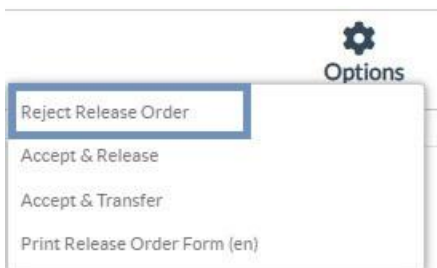 Options
Reject Release Order
Accept & Release
Accept & Transfer
Print Release Order Form (en)